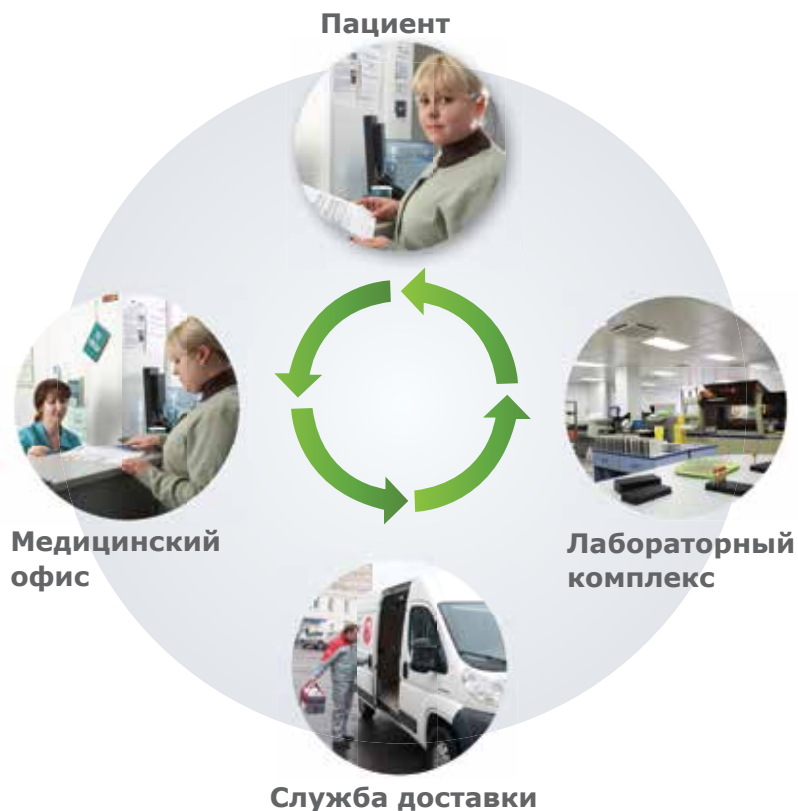 Пациент
Медицинский
офис
Лабораторный
комплекс
Служба доставки